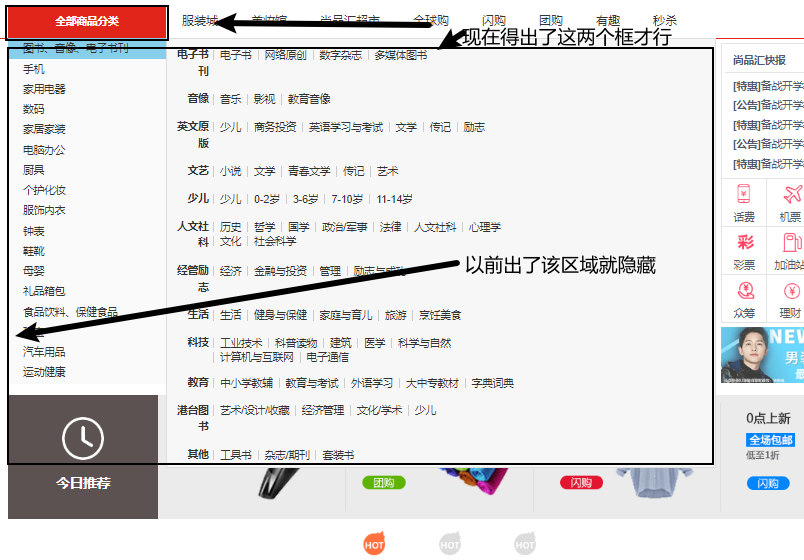 全部商品分类
服装城 美妆馆 尚品汇超市 全球购 闪购 团购 有趣 秒杀
现在得出了这两个框才行
图书、音像、电子书刊
手机
家用电器
数码
家居家装
电脑办公
厨具
个护化妆
服饰内衣
钟表
鞋靴
母婴
礼品箱包
食品饮料、保健食品
汽车用品
运动健康
电子书刊 电子书 网络原创 数字杂志 多媒体图书
音像 音乐 影视 教育音像
英文原版 少儿 商务投资 英语学习与考试 文学 传记 励志
文艺 小说 文学 青春文学 传记 艺术
少儿 少儿 0-2岁 3-6岁 7-10岁 11-14岁
人文社科 历史 哲学 国学 政治/军事 法律 人文社科 心理学
文化 社会科学
经管励志 经济 金融与投资 管理 励志与成功
以前出了该区域就隐藏
生活 生活 健身与保健 家庭与育儿 旅游 烹饪美食
科技 工业技术 科普读物 建筑 医学 科学与自然
计算机与互联网 电子通信
教育 中小学教辅 教育与考试 外语学习 大中专教材 字典词典
港台图书 艺术/设计/收藏 经济管理 文化/学术 少儿
其他 工具书 杂志/期刊 套装书
尚品汇快报
[特惠]备战开学
[公告]备战开学
[特惠]备战开学
[公告]备战开学
[特惠]备战开学
话费 机票
彩
彩票 加油站
众筹 理财
NEW
男装
今日推荐
团购
闪购
0点上新
全场包邮
低至1折
闪购
HOT HOT HOT